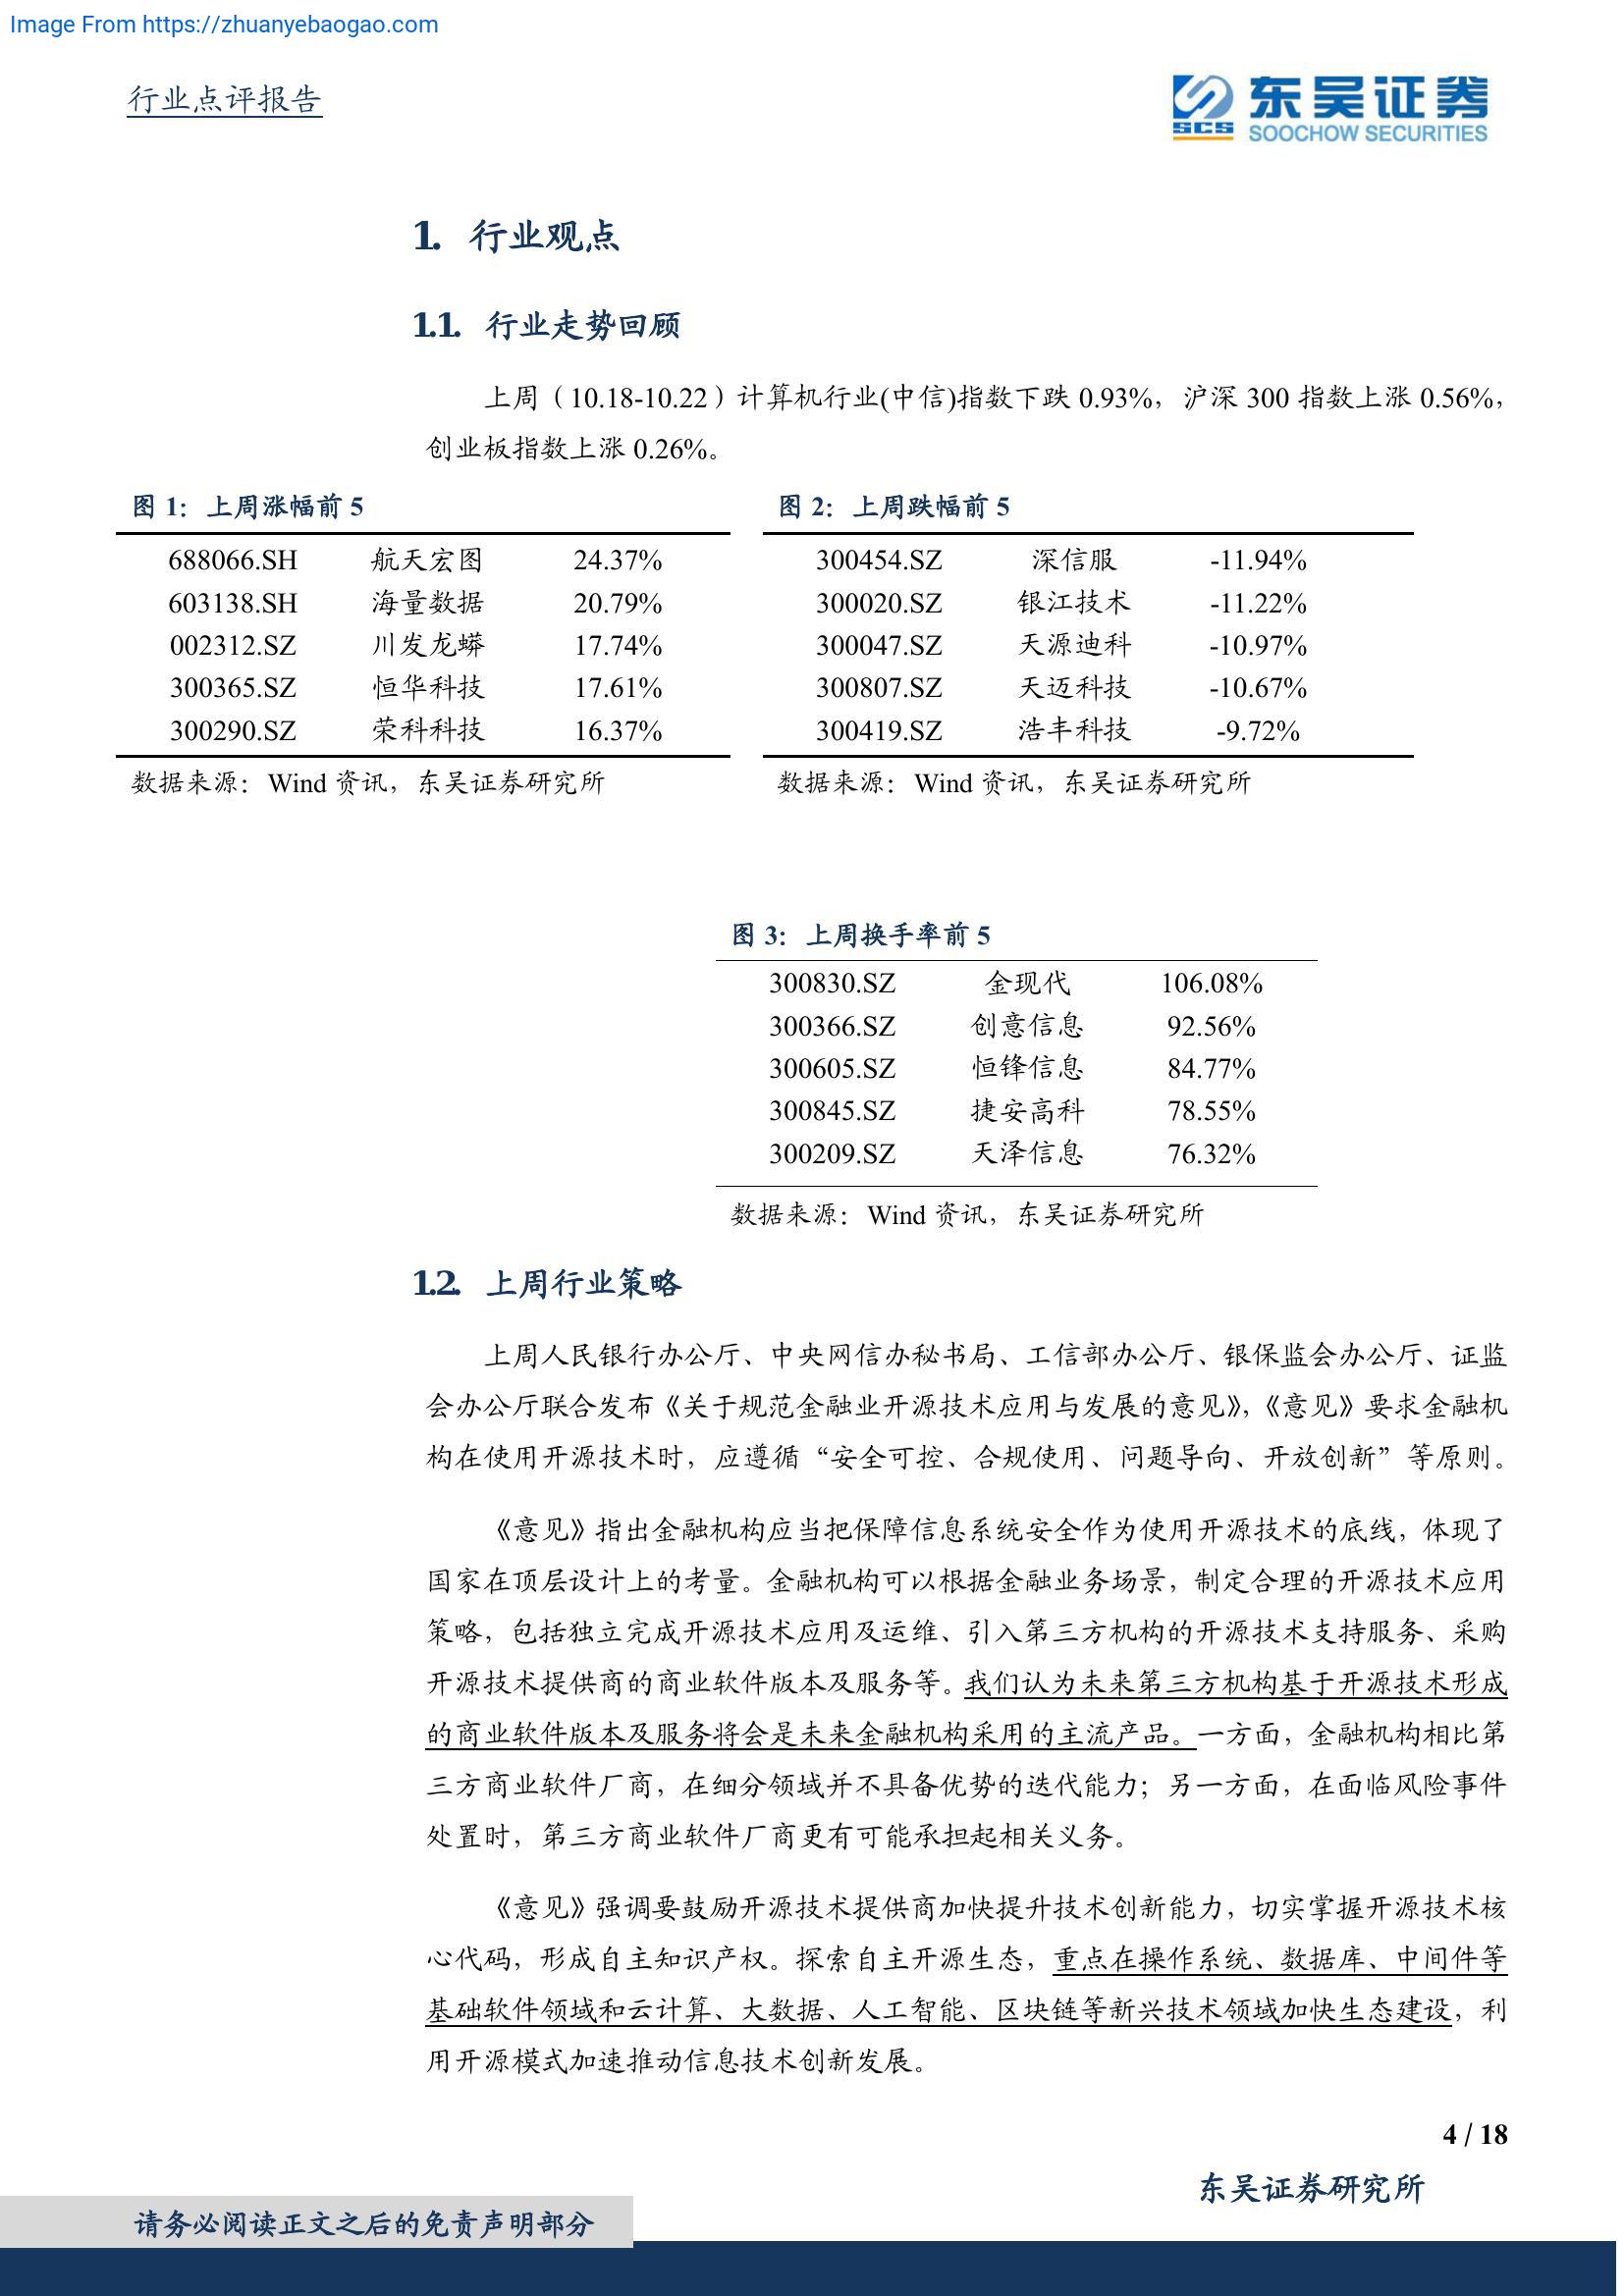 Image From https://zhuanyebaogao.com
行业点评报告
SCS
东吴证券
SOOCHOW SECURITIES
1. 行业观点
1.1. 行业走势回顾
上周（10.18-10.22）计算机行业(中信)指数下跌 0.93%，沪深 300 指数上涨 0.56%，
创业板指数上涨 0.26%。
图 1：上周涨幅前 5
688066.SH 航天宏图 24.37%
603138.SH 海量数据 20.79%
002312.SZ 川发龙蟒 17.74%
300365.SZ 恒华科技 17.61%
300290.SZ 荣科科技 16.37%
数据来源：Wind 资讯，东吴证券研究所
图 2：上周跌幅前 5
300454.SZ 深信服 -11.94%
300020.SZ 银江技术 -11.22%
300047.SZ 天源迪科 -10.97%
300807.SZ 天迈科技 -10.67%
300419.SZ 浩丰科技 -9.72%
数据来源：Wind 资讯，东吴证券研究所
图 3：上周换手率前 5
300830.SZ 金现代 106.08%
300366.SZ 创意信息 92.56%
300605.SZ 恒锋信息 84.77%
300845.SZ 捷安高科 78.55%
300209.SZ 天泽信息 76.32%
数据来源：Wind 资讯，东吴证券研究所
1.2. 上周行业策略
上周人民银行办公厅、中央网信办秘书局、工信部办公厅、银保监会办公厅、证监
会办公厅联合发布《关于规范金融业开源技术应用与发展的意见》，《意见》要求金融机
构在使用开源技术时，应遵循“安全可控、合规使用、问题导向、开放创新”等原则。
《意见》指出金融机构应当把保障信息系统安全作为使用开源技术的底线，体现了
国家在顶层设计上的考量。金融机构可以根据金融业务场景，制定合理的开源技术应用
策略，包括独立完成开源技术应用及运维、引入第三方机构的开源技术支持服务、采购
开源技术提供商的商业软件版本及服务等。我们认为未来第三方机构基于开源技术形成
的商业软件版本及服务将会是未来金融机构采用的主流产品。一方面，金融机构相比第
三方商业软件厂商，在细分领域并不具备优势的迭代能力；另一方面，在面临风险事件
处置时，第三方商业软件厂商更有可能承担起相关义务。
《意见》强调要鼓励开源技术提供商加快提升技术创新能力，切实掌握开源技术核
心代码，形成自主知识产权。探索自主开源生态，重点在操作系统、数据库、中间件等
基础软件领域和云计算、大数据、人工智能、区块链等新兴技术领域加快生态建设，利
用开源模式加速推动信息技术创新发展。
4 / 18
东吴证券研究所
请务必阅读正文之后的免责声明部分